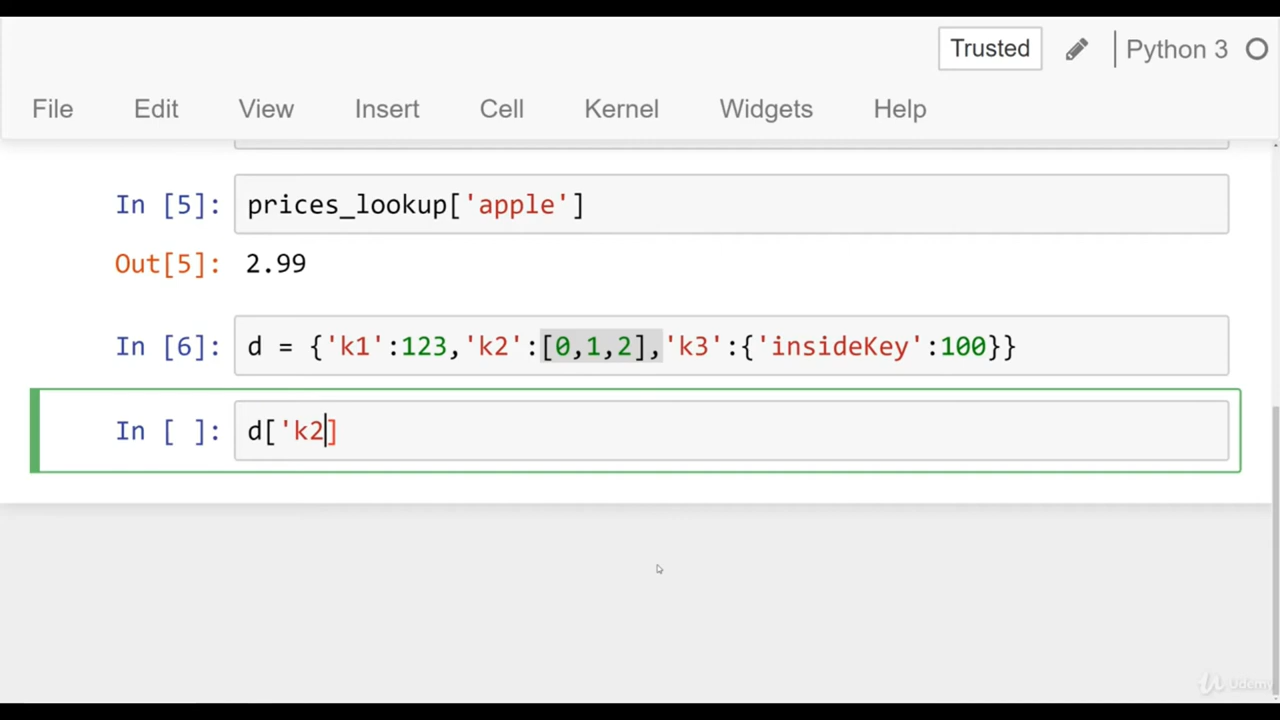 Trusted Python 3
File Edit View Insert Cell Kernel Widgets Help
In [5]: prices_lookup['apple']
Out[5]: 2.99
In [6]: d = {'k1':123,'k2':[0,1,2],'k3':{'insideKey':100}}
In [ ]: d['k2]
Udemy